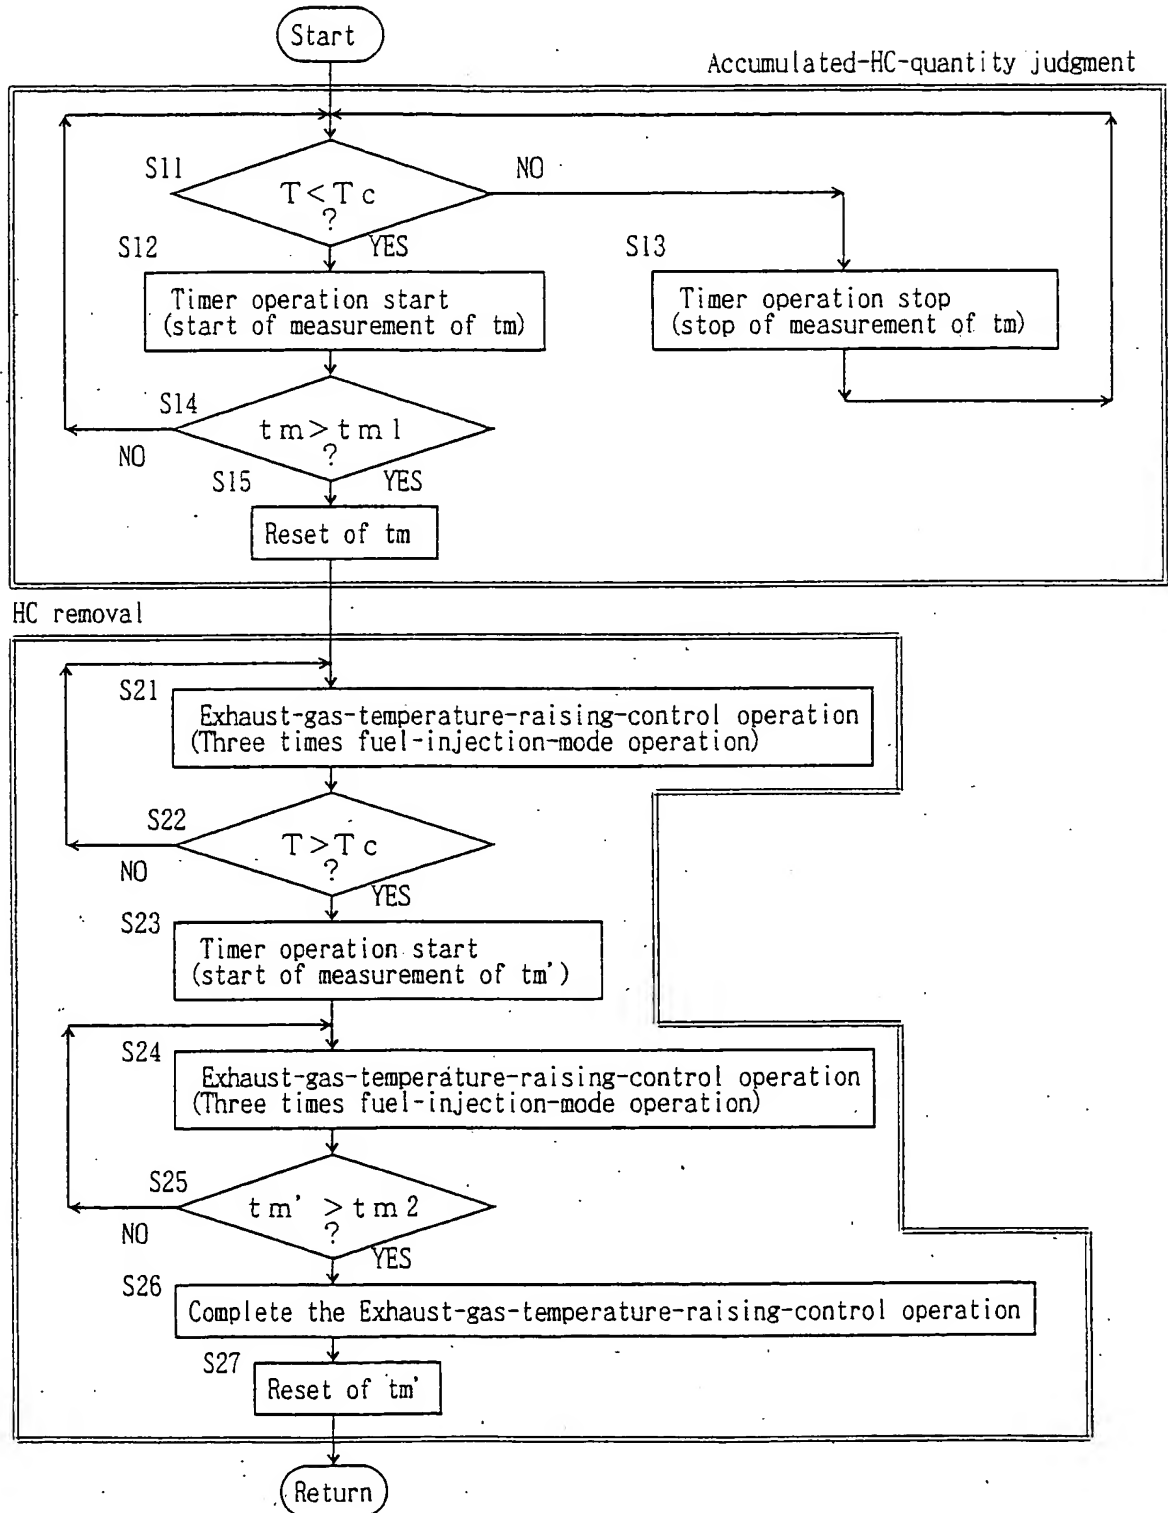 Start
Accumulated-HC-quantity judgment
S11
T<Tc
?
NO
YES
S12
Timer operation start
(start of measurement of tm)
S13
Timer operation stop
(stop of measurement of tm)
S14
tm>tm1
?
NO
YES
S15
Reset of tm
HC removal
S21
Exhaust-gas-temperature-raising-control operation
(Three times fuel-injection-mode operation)
S22
T>Tc
?
NO
YES
S23
Timer operation start
(start of measurement of tm')
S24
Exhaust-gas-temperature-raising-control operation
(Three times fuel-injection-mode operation)
S25
tm'>tm2
?
NO
YES
S26
Complete the Exhaust-gas-temperature-raising-control operation
S27
Reset of tm'
Return